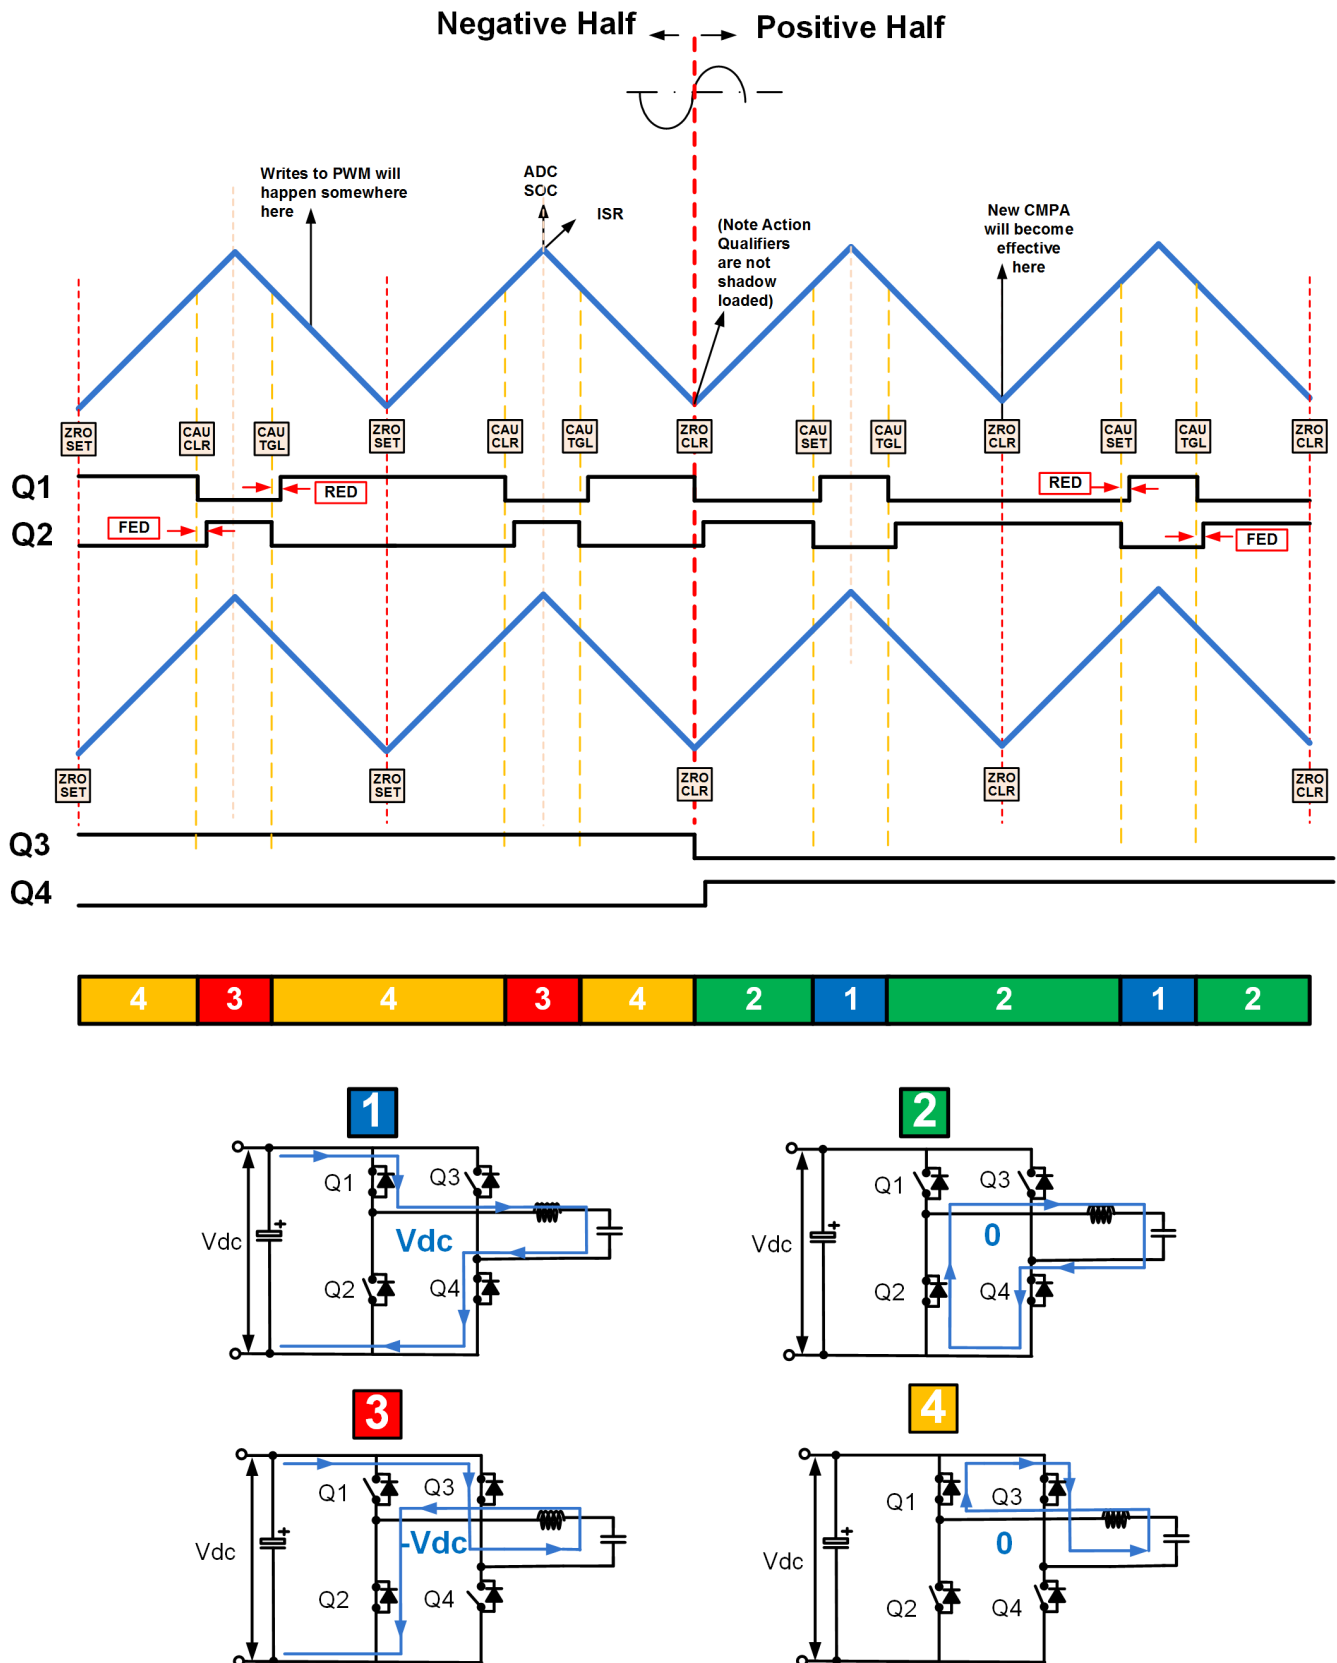 Negative Half
Positive Half
Writes to PWM will
happen somewhere
here
ADC
SOC
ISR
(Note Action
Qualifiers
are not
shadow
loaded)
New CMPA
will become
effective
here
ZRO
SET
CAU
CLR
CAU
TGL
ZRO
SET
CAU
CLR
CAU
TGL
ZRO
CLR
CAU
SET
CAU
TGL
ZRO
CLR
CAU
SET
CAU
TGL
ZRO
CLR
Q1
RED
RED
Q2
FED
FED
ZRO
SET
ZRO
SET
ZRO
CLR
ZRO
CLR
ZRO
CLR
Q3
Q4
4
3
4
3
4
2
1
2
1
2
1
Q1
Q3
Vdc
+
Vdc
Q2
Q4
2
Q1
Q3
Vdc
+
0
Q2
Q4
3
Q1
Q3
Vdc
+
-Vdc
Q2
Q4
4
Q1
Q3
Vdc
+
0
Q2
Q4